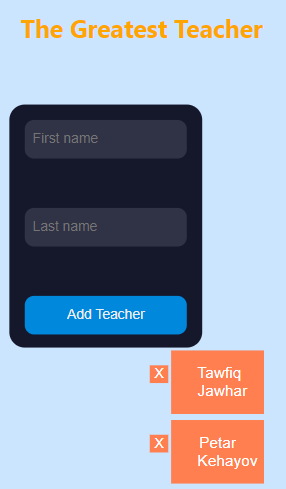 The Greatest Teacher
First name
Last name
Add Teacher
X
Tawfiq
Jawhar
X
Petar
Kehayov